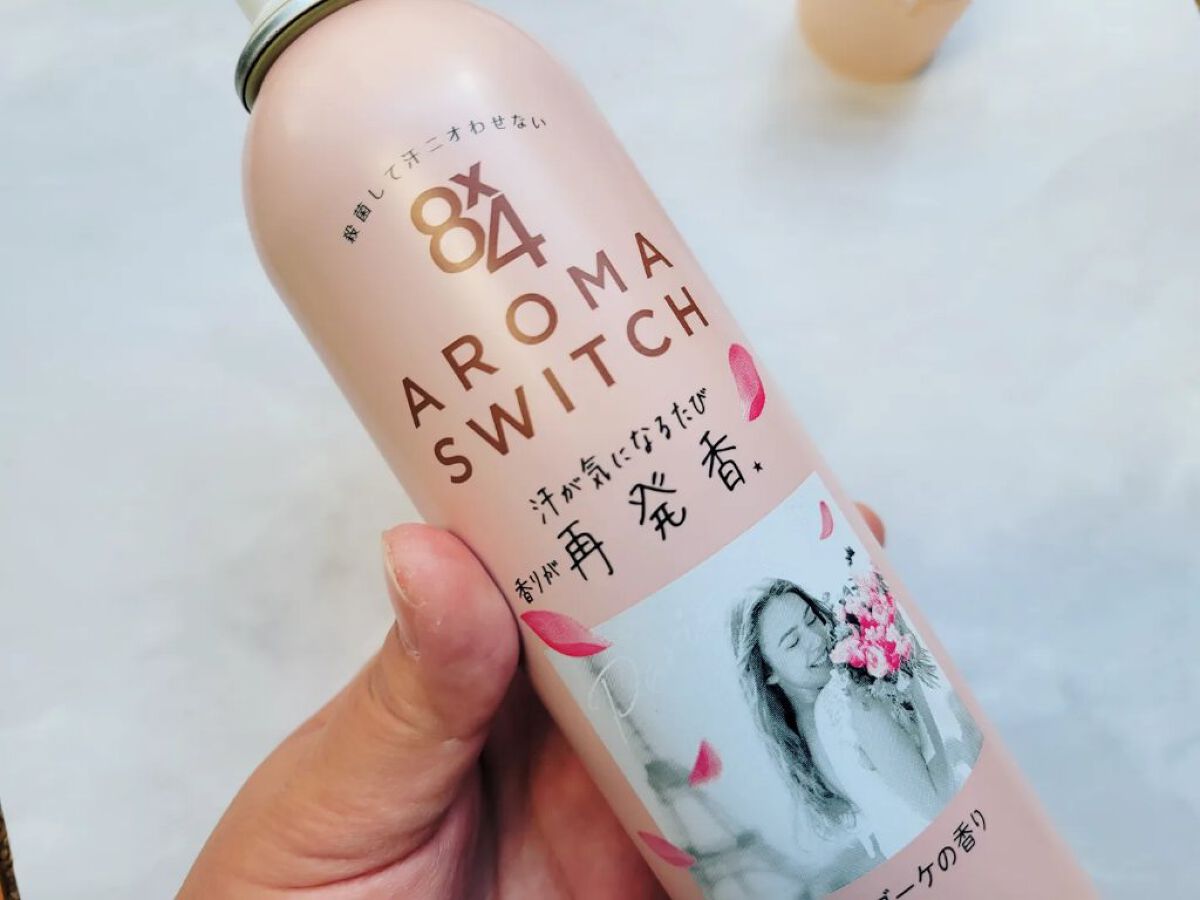 殺菌して汗ニオわせない
8x4
AROMA
SWITCH
汗が気になるたび
香りが再発香.★
ブーケの香り